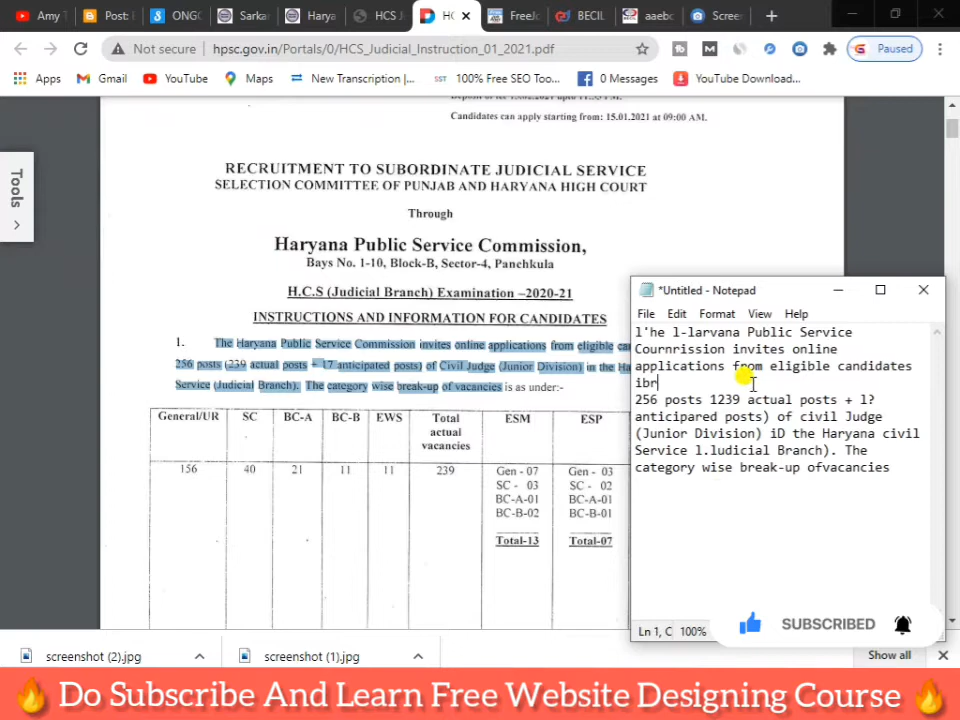 Amy T
Post:
ONGC
Sarka
Harya
HCS J
HC
FreeJo
BECIL
aaebc
Scree
Not secure
hpsc.gov.in/Portals/0/HCS_Judicial_Instruction_01_2021.pdf
Paused
Apps
Gmail
YouTube
Maps
New Transcription |...
SST 100% Free SEO Too...
0 Messages
YouTube Download...
Tools
Candidates can apply starting from: 15.01.2021 at 09:00 AM.
RECRUITMENT TO SUBORDINATE JUDICIAL SERVICE
SELECTION COMMITTEE OF PUNJAB AND HARYANA HIGH COURT
Through
Haryana Public Service Commission,
Bays No. 1-10, Block-B, Sector-4, Panchkula
H.C.S (Judicial Branch) Examination –2020-21
INSTRUCTIONS AND INFORMATION FOR CANDIDATES
1. The Haryana Public Service Commission invites online applications from eligible ca
256 posts (239 actual posts + 17 anticipated posts) of Civil Judge (Junior Division) in the Ha
Service (Judicial Branch). The category wise break-up of vacancies is as under:-
General/UR SC BC-A BC-B EWS Total actual vacancies ESM ESP
156 40 21 11 11 239 Gen - 07 Gen - 03
SC - 03 SC - 02
BC-A-01 BC-A-01
BC-B-02 BC-B-01
Total-13 Total-07
*Untitled - Notepad
File Edit Format View Help
l'he l-larvana Public Service
Cournrission invites online
applications from eligible candidates
ibr
256 posts 1239 actual posts + l?
anticipared posts) of civil Judge
(Junior Division) iD the Haryana civil
Service l.ludicial Branch). The
category wise break-up ofvacancies
Ln 1, C 100%
SUBSCRIBED
screenshot (2).jpg
screenshot (1).jpg
Show all
Do Subscribe And Learn Free Website Designing Course